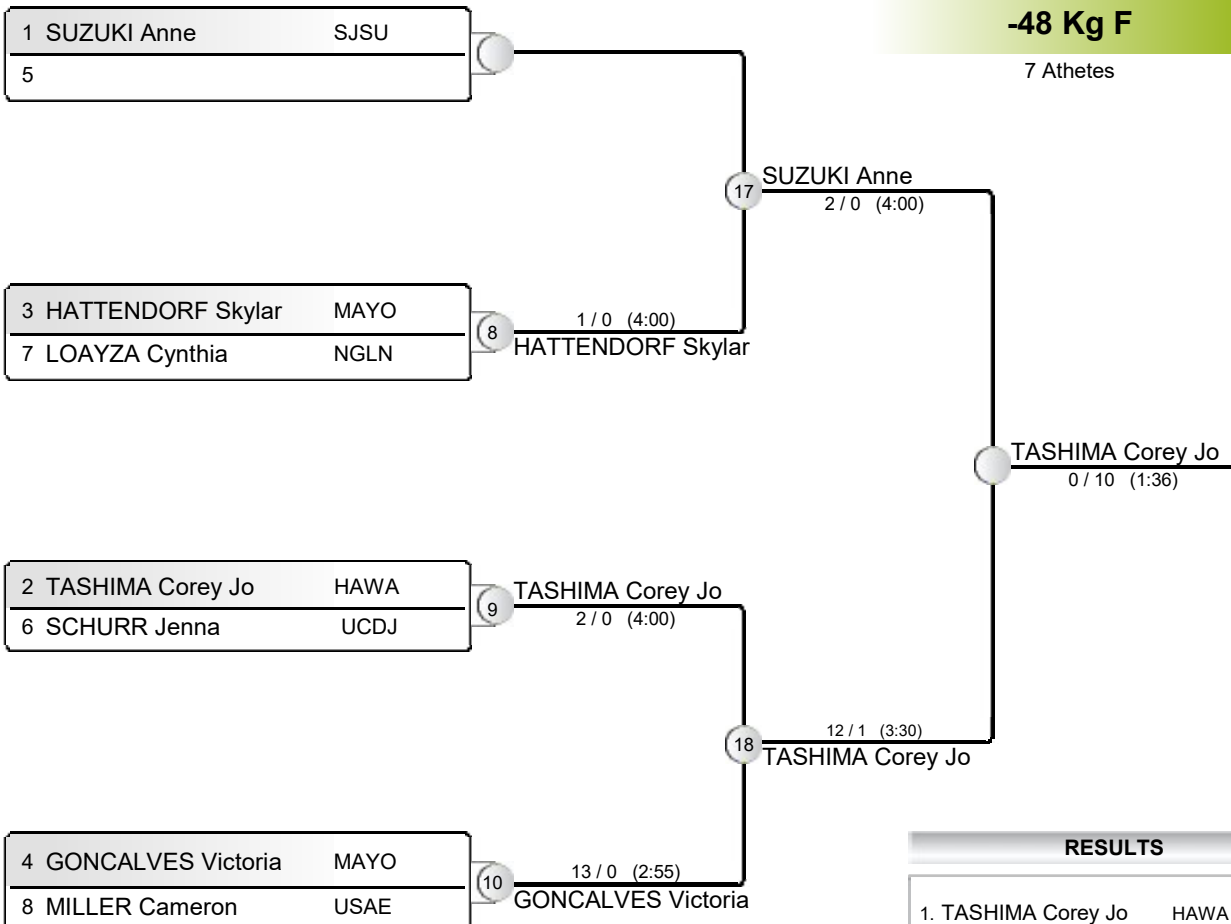 -48 Kg F
7 Athetes
1 SUZUKI Anne SJSU
5
17 SUZUKI Anne
2 / 0 (4:00)
3 HATTENDORF Skylar MAYO
7 LOAYZA Cynthia NGLN
8 1 / 0 (4:00)
HATTENDORF Skylar
TASHIMA Corey Jo
0 / 10 (1:36)
2 TASHIMA Corey Jo HAWA
6 SCHURR Jenna UCDJ
9 TASHIMA Corey Jo
2 / 0 (4:00)
18 12 / 1 (3:30)
TASHIMA Corey Jo
4 GONCALVES Victoria MAYO
8 MILLER Cameron USAE
10 13 / 0 (2:55)
GONCALVES Victoria
RESULTS
1. TASHIMA Corey Jo HAWA